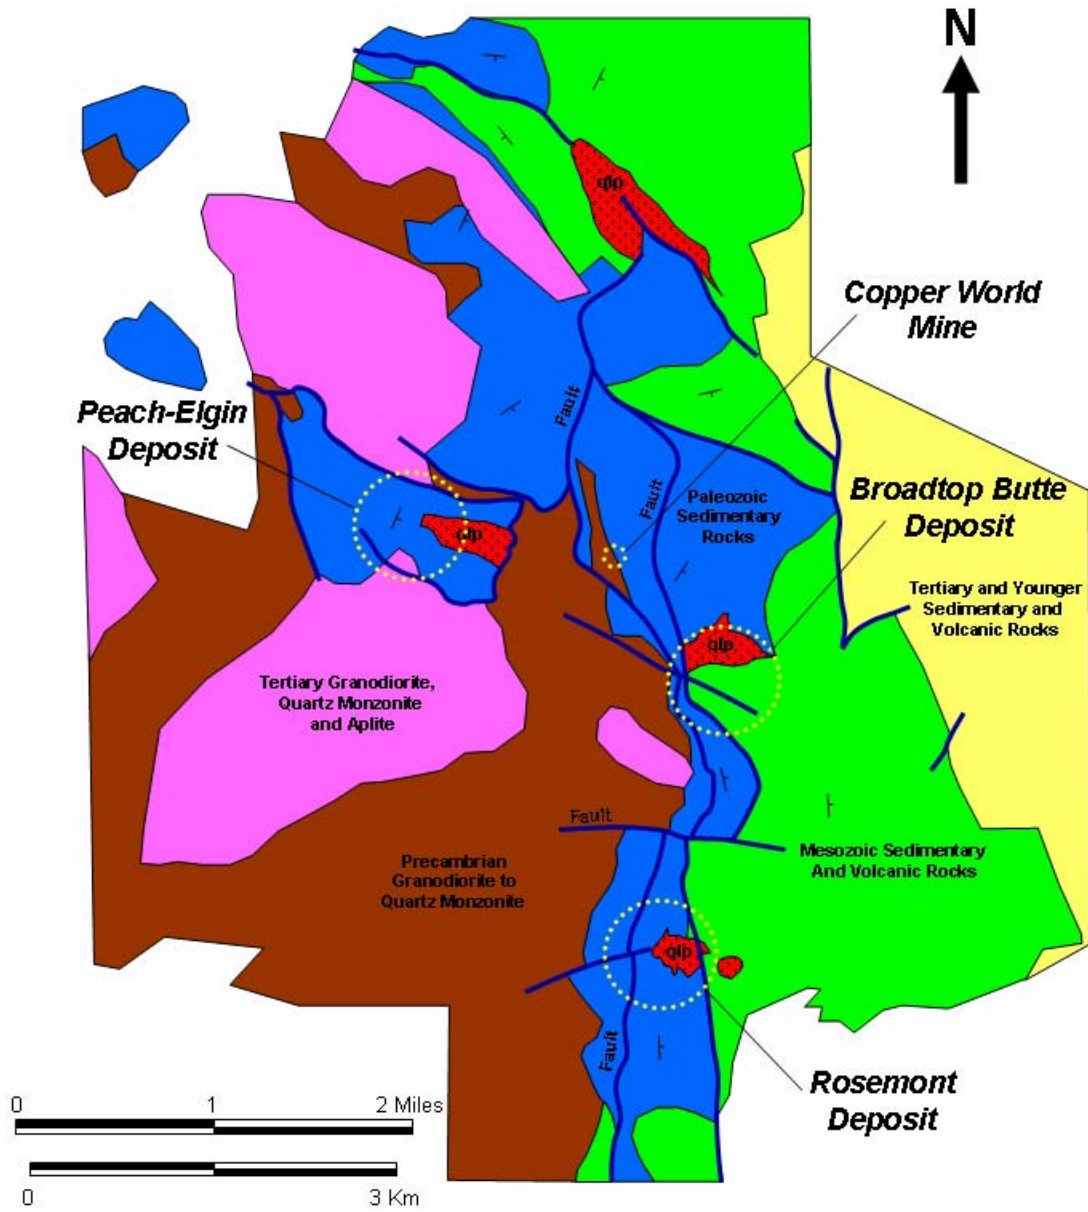 N
qlp
Copper World
Mine
Fault
Peach-Elgin
Deposit
Fault
Paleozoic
Sedimentary
Rocks
Broadtop Butte
Deposit
qlp
Tertiary and Younger
Sedimentary and
Volcanic Rocks
qlp
Tertiary Granodiorite,
Quartz Monzonite
and Aplite
Fault
Precambrian
Granodiorite to
Quartz Monzonite
Mesozoic Sedimentary
And Volcanic Rocks
qlp
Fault
Rosemont
Deposit
0 1 2 Miles
0 3 Km